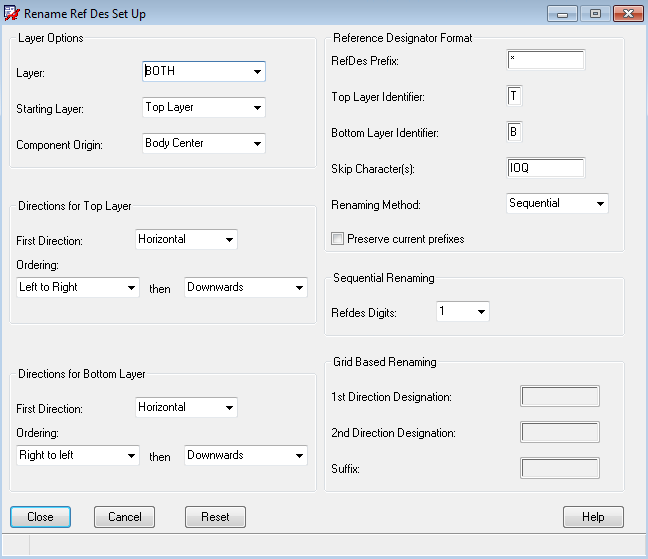 Rename Ref Des Set Up
Layer Options
Layer: BOTH
Starting Layer: Top Layer
Component Origin: Body Center
Directions for Top Layer
First Direction: Horizontal
Ordering:
Left to Right then Downwards
Directions for Bottom Layer
First Direction: Horizontal
Ordering:
Right to left then Downwards
Reference Designator Format
RefDes Prefix: *
Top Layer Identifier: T
Bottom Layer Identifier: B
Skip Character(s): IOQ
Renaming Method: Sequential
Preserve current prefixes
Sequential Renaming
Refdes Digits: 1
Grid Based Renaming
1st Direction Designation:
2nd Direction Designation:
Suffix:
Close Cancel Reset Help